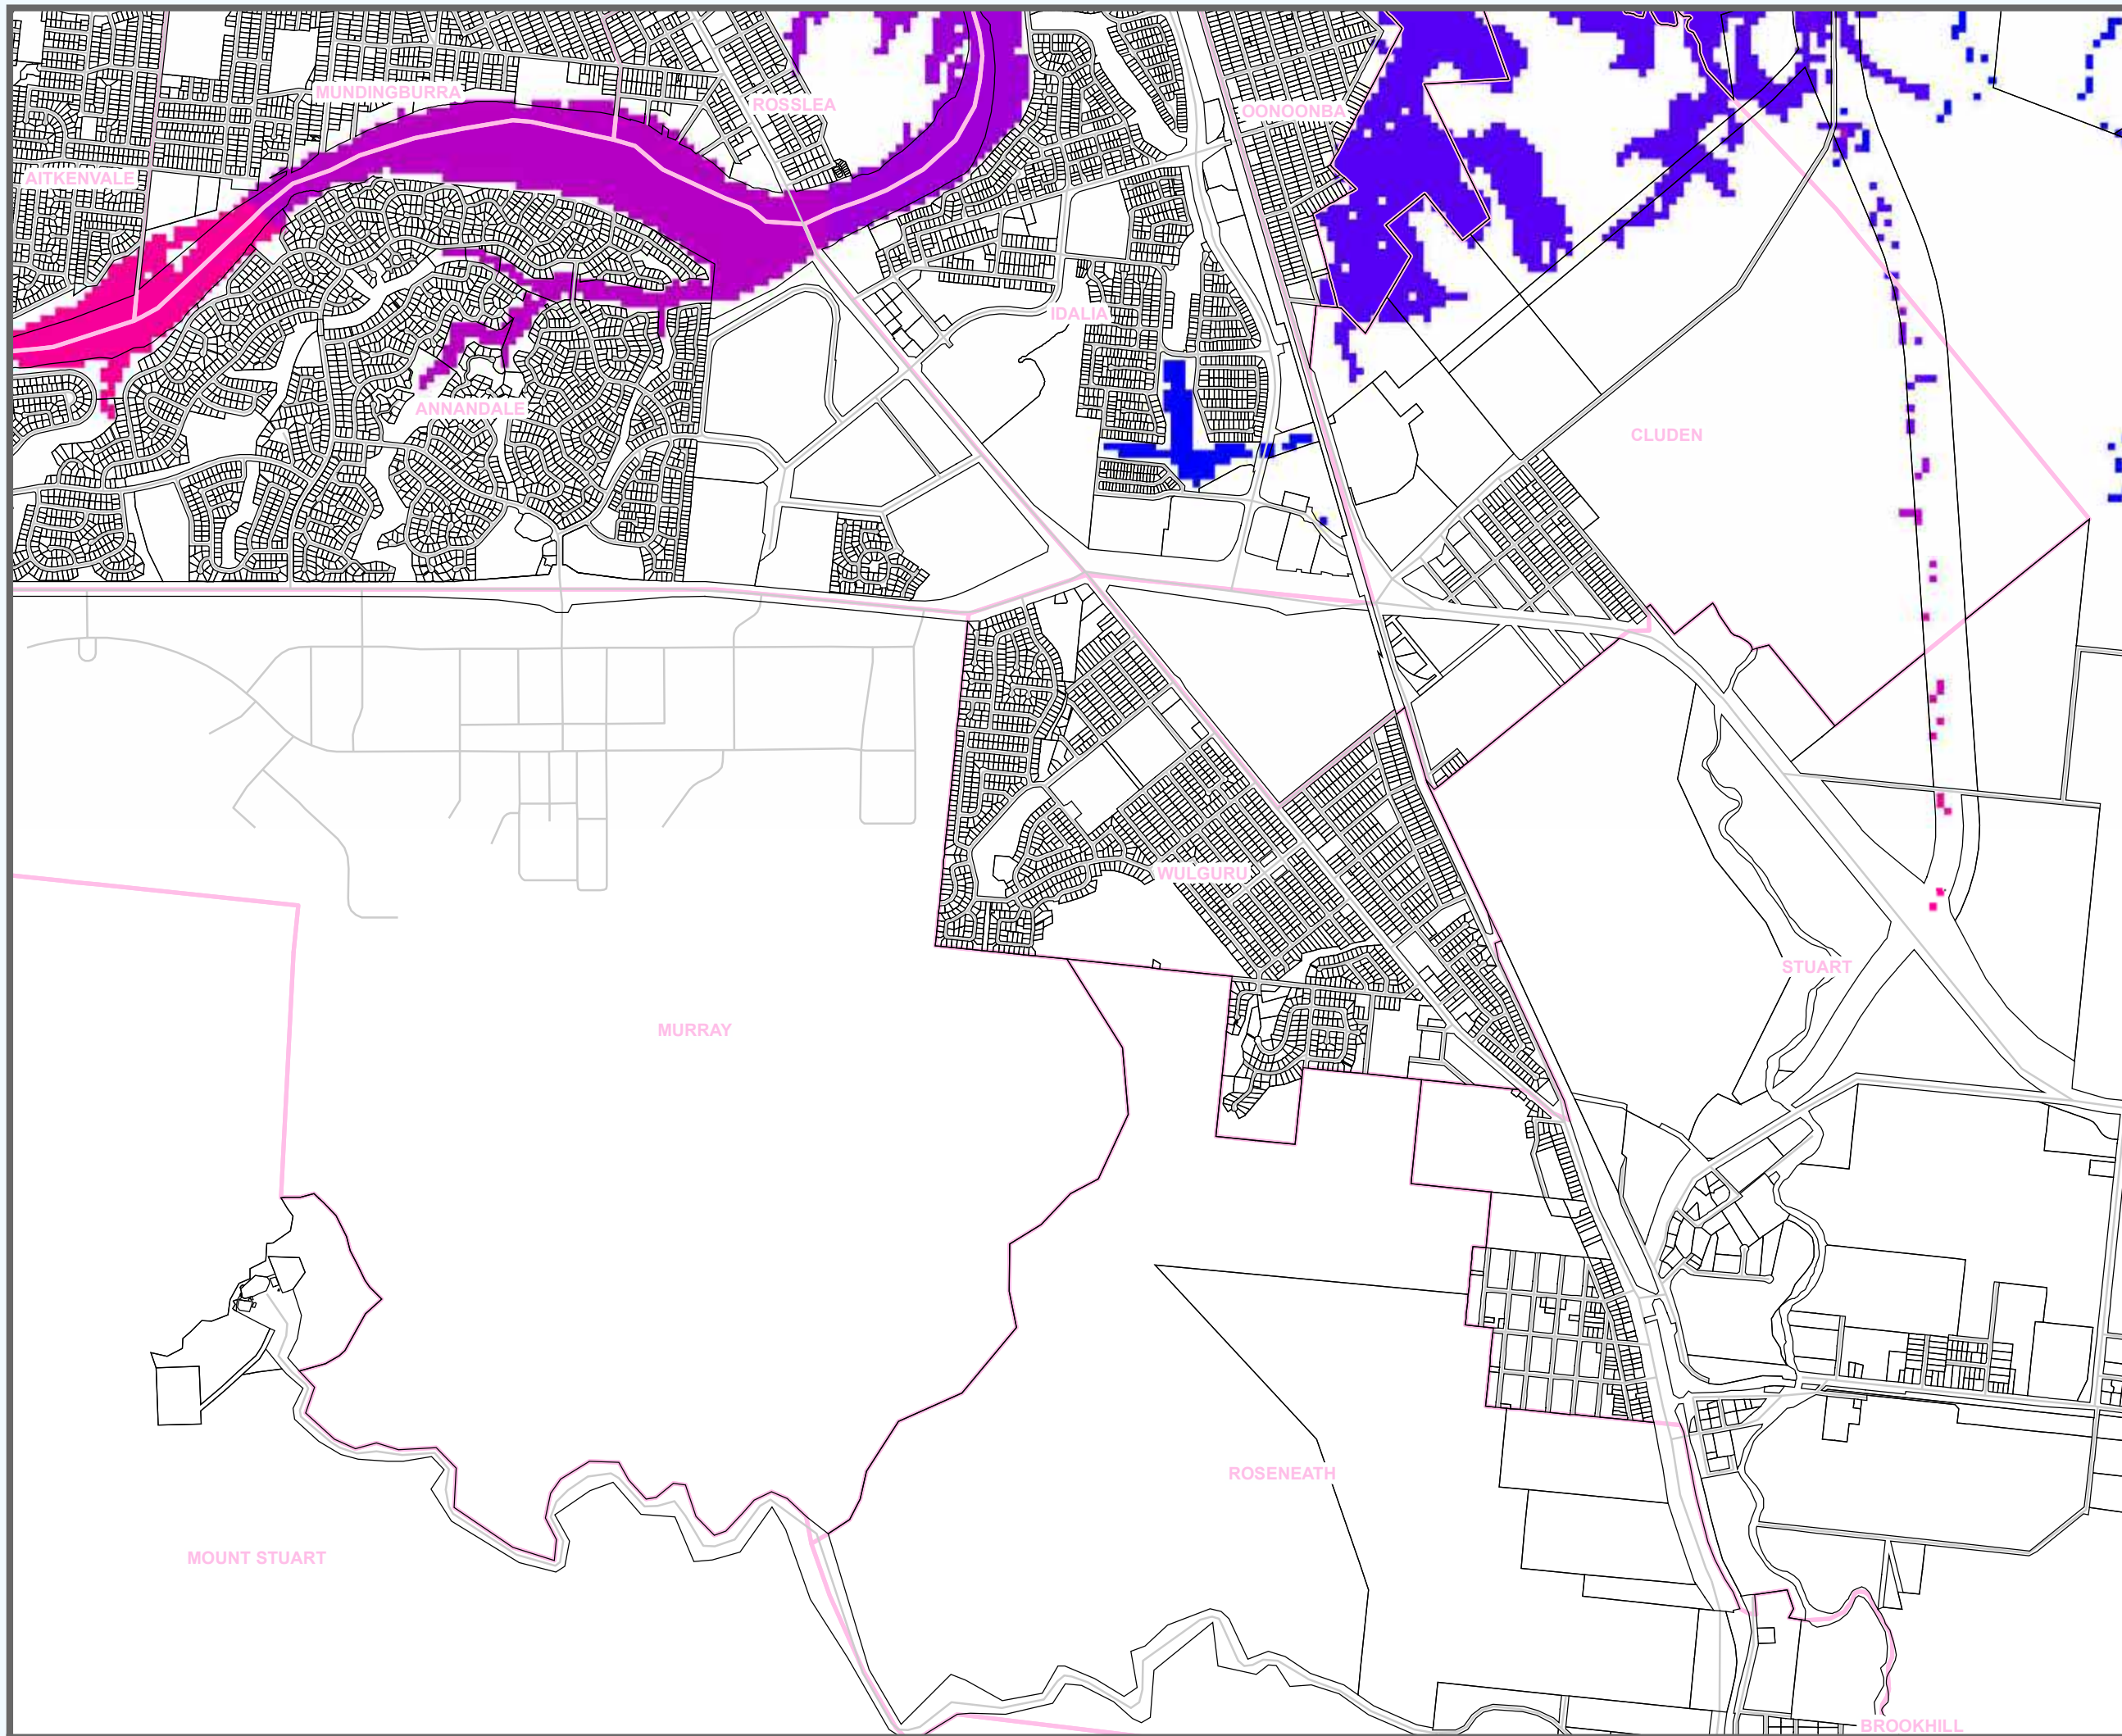 MUNDINGBURRA
ROSSLEA
OONOONBA
AITKENVALE
IDALIA
ANNANDALE
CLUDEN
WULGURU
STUART
MURRAY
ROSENEATH
MOUNT STUART
BROOKHILL